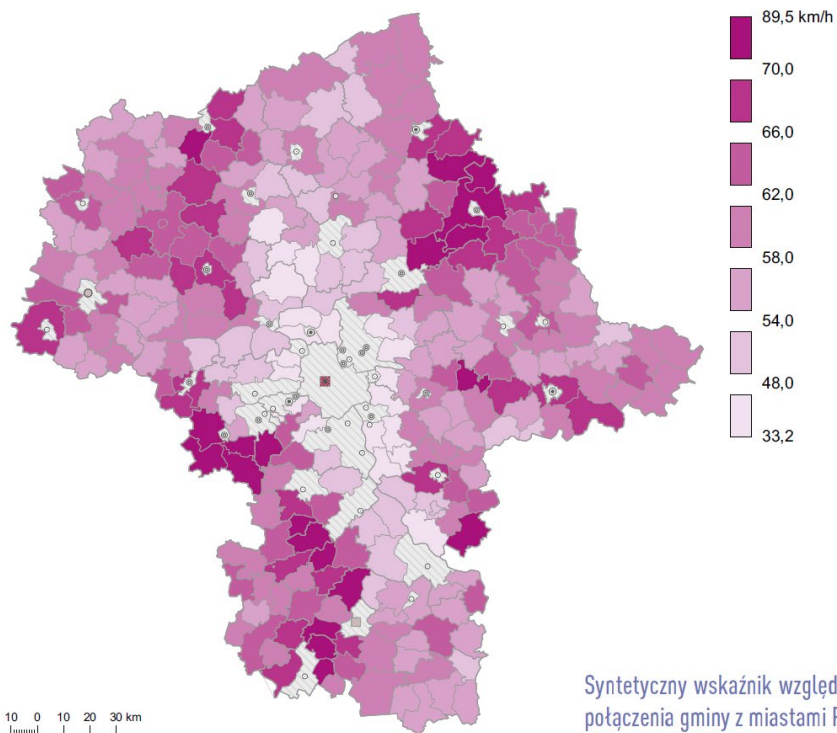 89,5 km/h
70,0
66,0
62,0
58,0
54,0
48,0
33,2
10 0 10 20 30 km
Syntetyczny wskaźnik względ
połączenia gminy z miastami